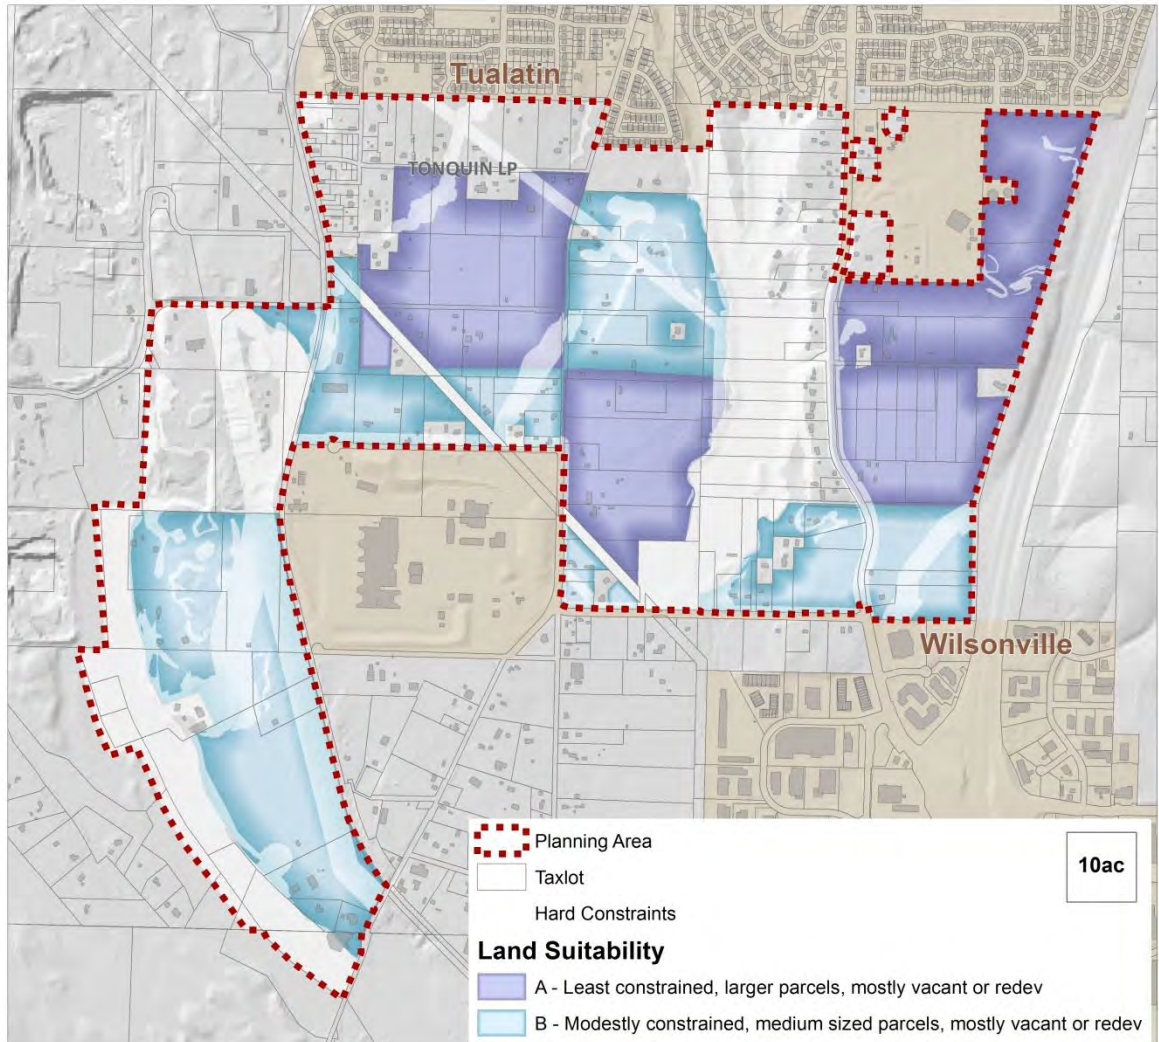 Tualatin
TONQUIN LP
Wilsonville
Planning Area
Taxlot
Hard Constraints
10ac
Land Suitability
A - Least constrained, larger parcels, mostly vacant or redev
B - Modestly constrained, medium sized parcels, mostly vacant or redev